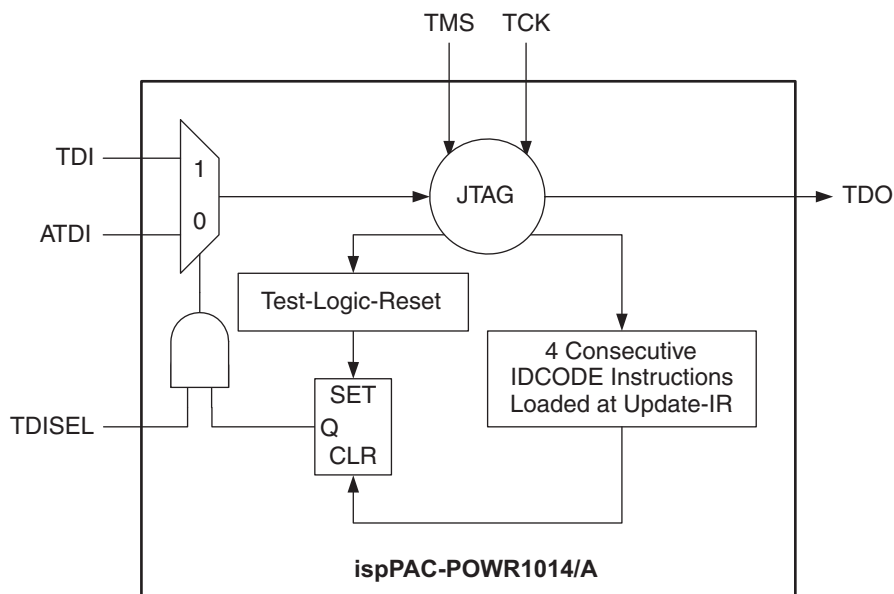 TMS
TCK
TDI
1
JTAG
TDO
ATDI
0
Test-Logic-Reset
4 Consecutive
IDCODE Instructions
Loaded at Update-IR
SET
TDISEL
Q
CLR
ispPAC-POWR1014/A